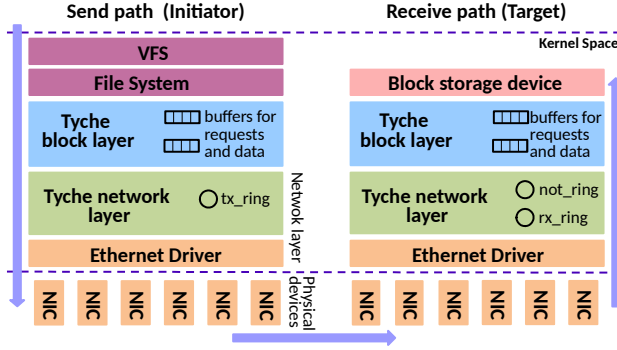 Send path (Initiator)
Receive path (Target)
Kernel Space
VFS
File System
Block storage device
Tyche
block layer
buffers for
requests
and data
Tyche
block layer
buffers for
requests
and data
Tyche network
layer
tx_ring
Netwok layer
Tyche network
layer
not_ring
rx_ring
Ethernet Driver
Ethernet Driver
NIC
NIC
NIC
NIC
NIC
NIC
Physical
devices
NIC
NIC
NIC
NIC
NIC
NIC